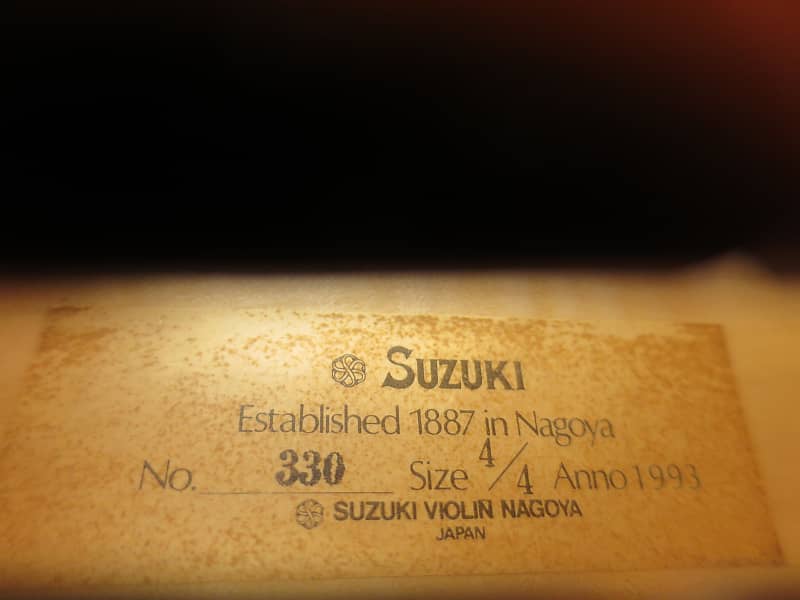 SUZUKI
Established 1887 in Nagoya
No. 330 Size 4/4 Anno 1993
SUZUKI VIOLIN NAGOYA
JAPAN